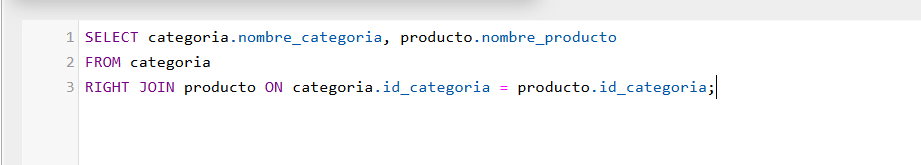 1 SELECT categoria.nombre_categoria, producto.nombre_producto
2 FROM categoria
3 RIGHT JOIN producto ON categoria.id_categoria = producto.id_categoria;